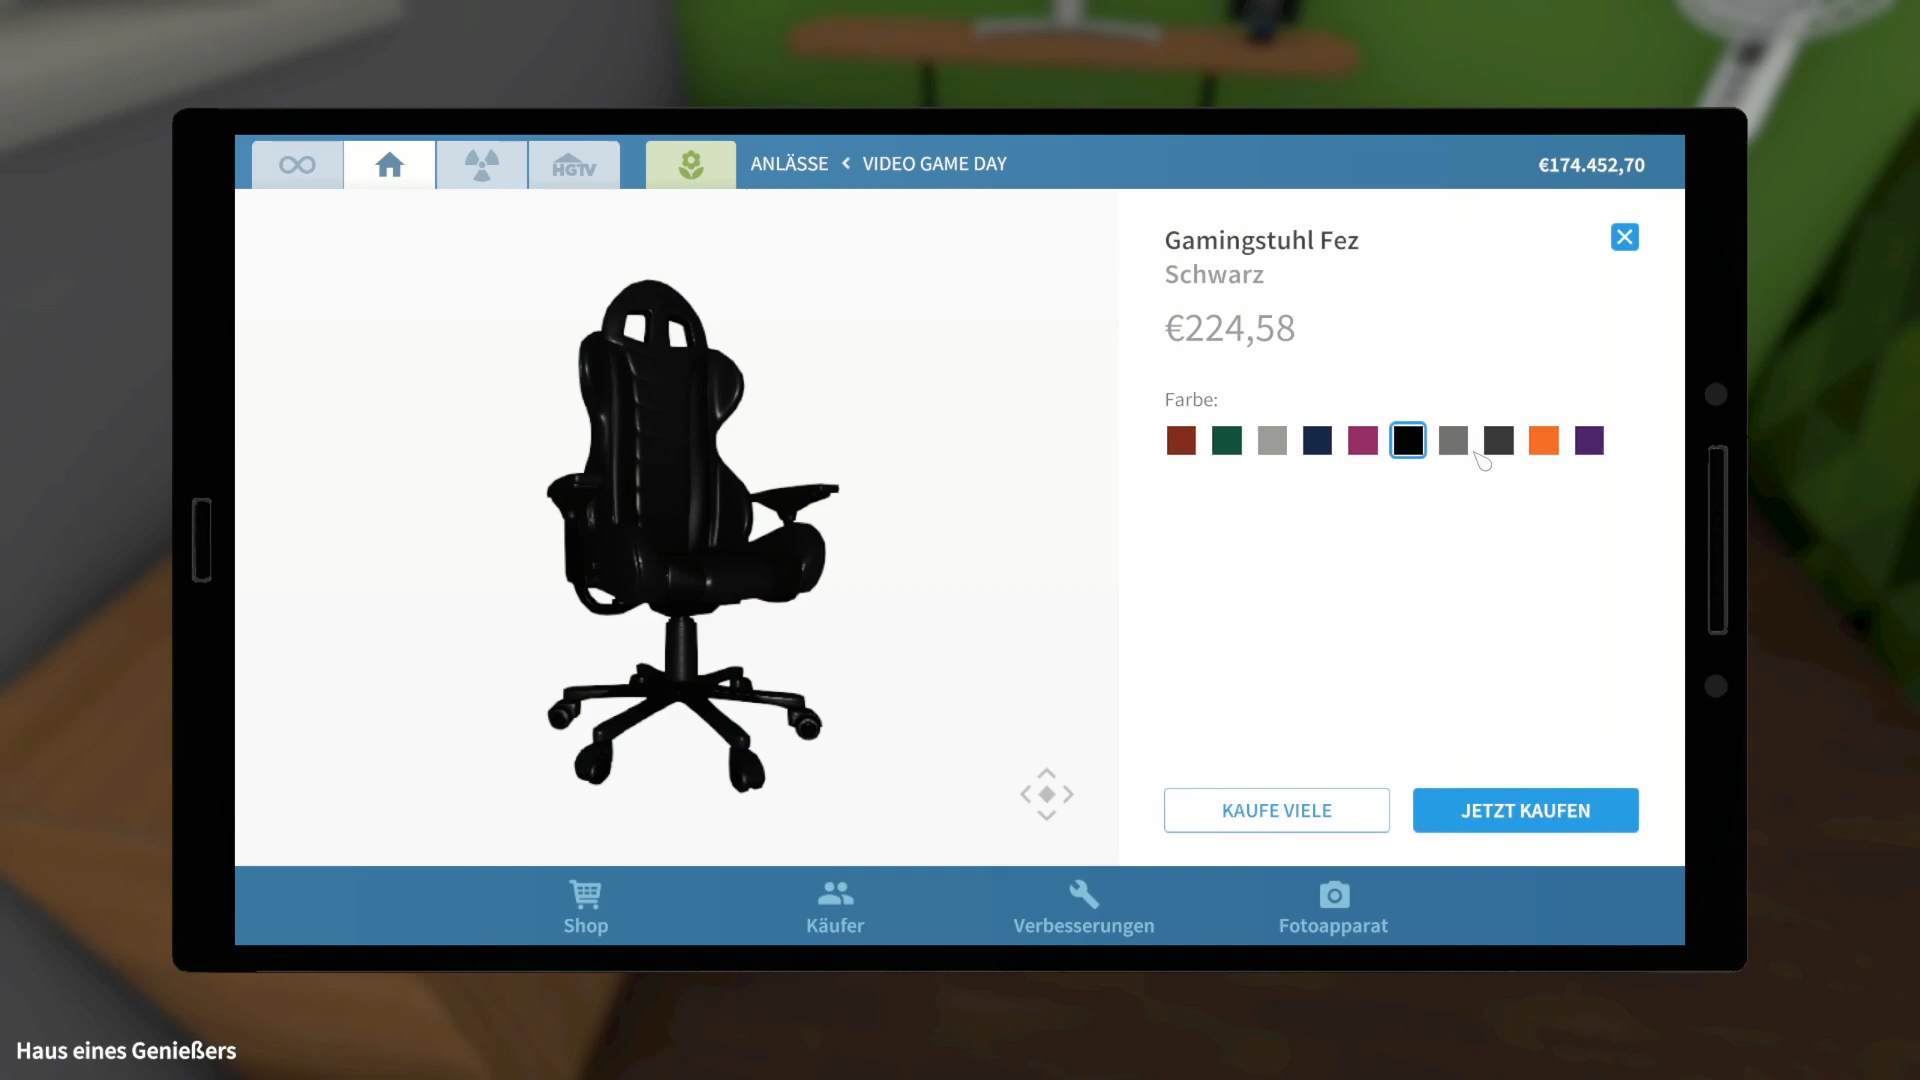 HGTV
ANLÄSSE < VIDEO GAME DAY
€174.452,70
Gamingstuhl Fez
Schwarz
€224,58
Farbe:
KAUFE VIELE
JETZT KAUFEN
Shop
Käufer
Verbesserungen
Fotoapparat
Haus eines Genießers